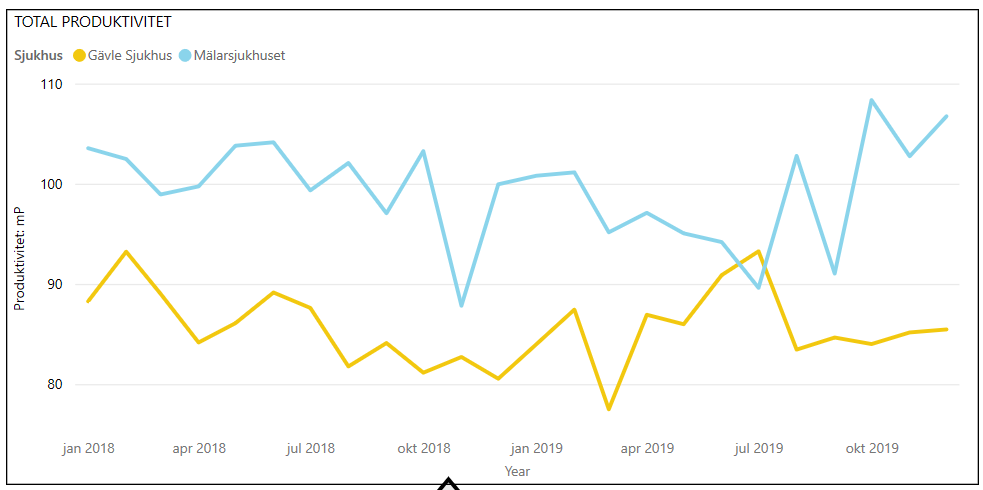 TOTAL PRODUKTIVITET
Sjukhus Gävle Sjukhus Mälarsjukhuset
110
100
90
80
Produktivitet: mP
jan 2018 apr 2018 jul 2018 okt 2018 jan 2019 apr 2019 jul 2019 okt 2019
Year